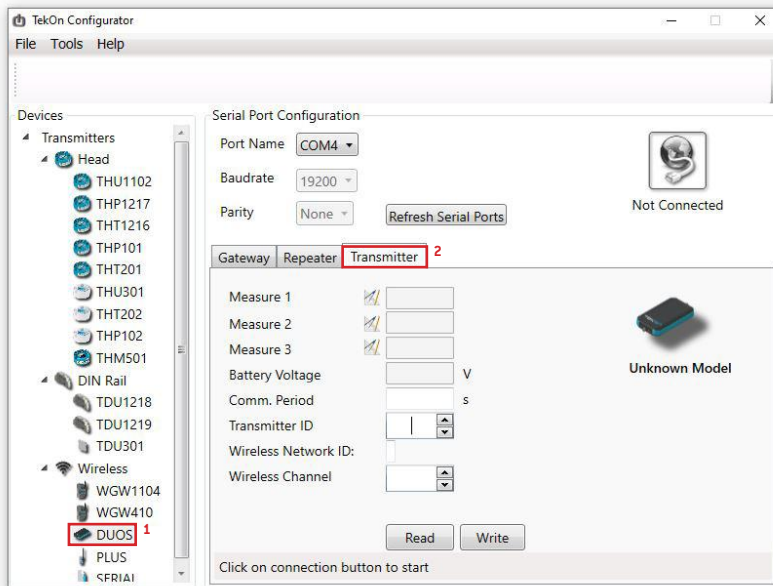 TekOn Configurator
File Tools Help
Devices
Transmitters
Head
THU1102
THP1217
THT1216
THP101
THT201
THU301
THT202
THP102
THM501
DIN Rail
TDU1218
TDU1219
TDU301
Wireless
WGW1104
WGW410
DUOS 1
PLUS
SERIAL
Serial Port Configuration
Port Name COM4
Baudrate 19200
Parity None Refresh Serial Ports
Not Connected
Gateway Repeater Transmitter 2
Measure 1
Measure 2
Measure 3
Battery Voltage V
Comm. Period s
Transmitter ID
Wireless Network ID:
Wireless Channel
Unknown Model
Read Write
Click on connection button to start